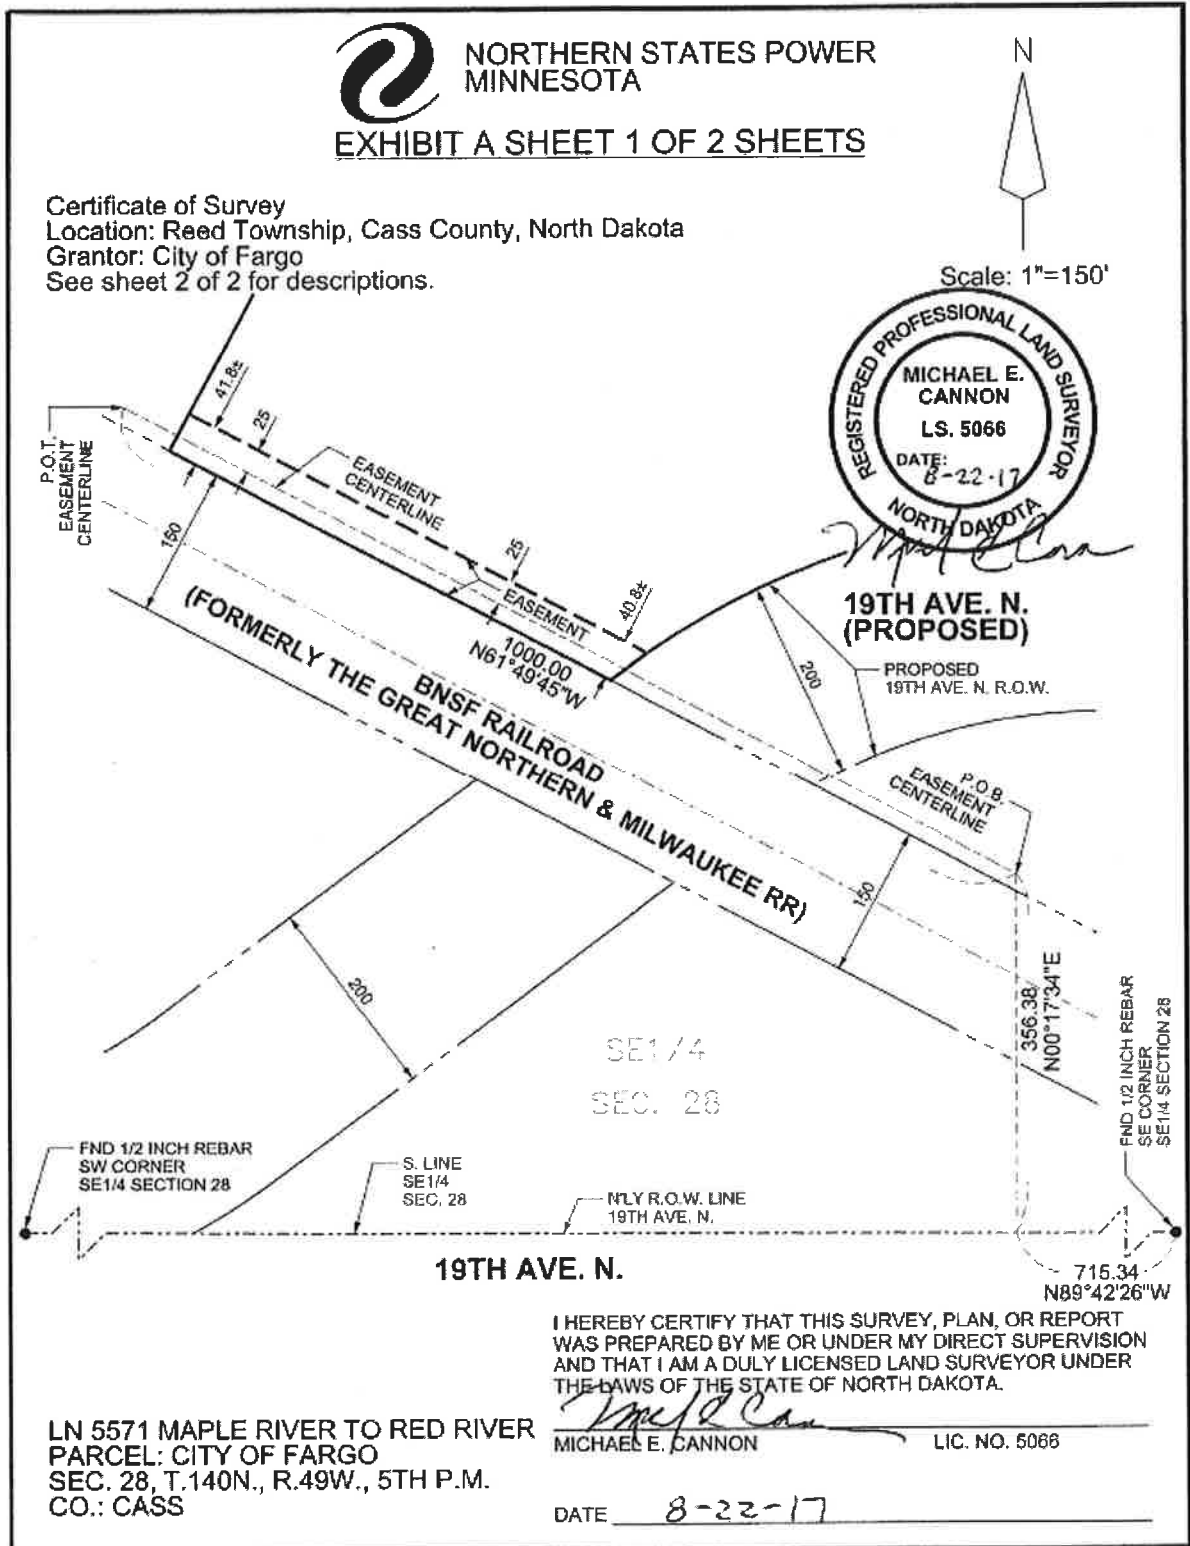 NORTHERN STATES POWER
MINNESOTA
EXHIBIT A SHEET 1 OF 2 SHEETS
N
Certificate of Survey
Location: Reed Township, Cass County, North Dakota
Grantor: City of Fargo
See sheet 2 of 2 for descriptions.
Scale: 1"=150'
REGISTERED PROFESSIONAL LAND SURVEYOR
MICHAEL E.
CANNON
LS. 5066
DATE:
8-22-17
NORTH DAKOTA
41.8±
25
P.O.T.
EASEMENT
CENTERLINE
EASEMENT
CENTERLINE
150
25
EASEMENT
40.8±
1000.00
N61°49'45"W
19TH AVE. N.
(PROPOSED)
PROPOSED
19TH AVE. N. R.O.W.
200
BNSF RAILROAD
(FORMERLY THE GREAT NORTHERN & MILWAUKEE RR)
P.O.B.
EASEMENT
CENTERLINE
150
200
356.38
N00°17'34"E
FND 1/2 INCH REBAR
SE CORNER
SE1/4 SECTION 28
SE1/4
SEC. 28
FND 1/2 INCH REBAR
SW CORNER
SE1/4 SECTION 28
S. LINE
SE1/4
SEC. 28
N'LY R.O.W. LINE
19TH AVE. N.
19TH AVE. N.
715.34
N89°42'26"W
I HEREBY CERTIFY THAT THIS SURVEY, PLAN, OR REPORT
WAS PREPARED BY ME OR UNDER MY DIRECT SUPERVISION
AND THAT I AM A DULY LICENSED LAND SURVEYOR UNDER
THE LAWS OF THE STATE OF NORTH DAKOTA.
MICHAEL E. CANNON LIC. NO. 5066
DATE 8-22-17
LN 5571 MAPLE RIVER TO RED RIVER
PARCEL: CITY OF FARGO
SEC. 28, T.140N., R.49W., 5TH P.M.
CO.: CASS